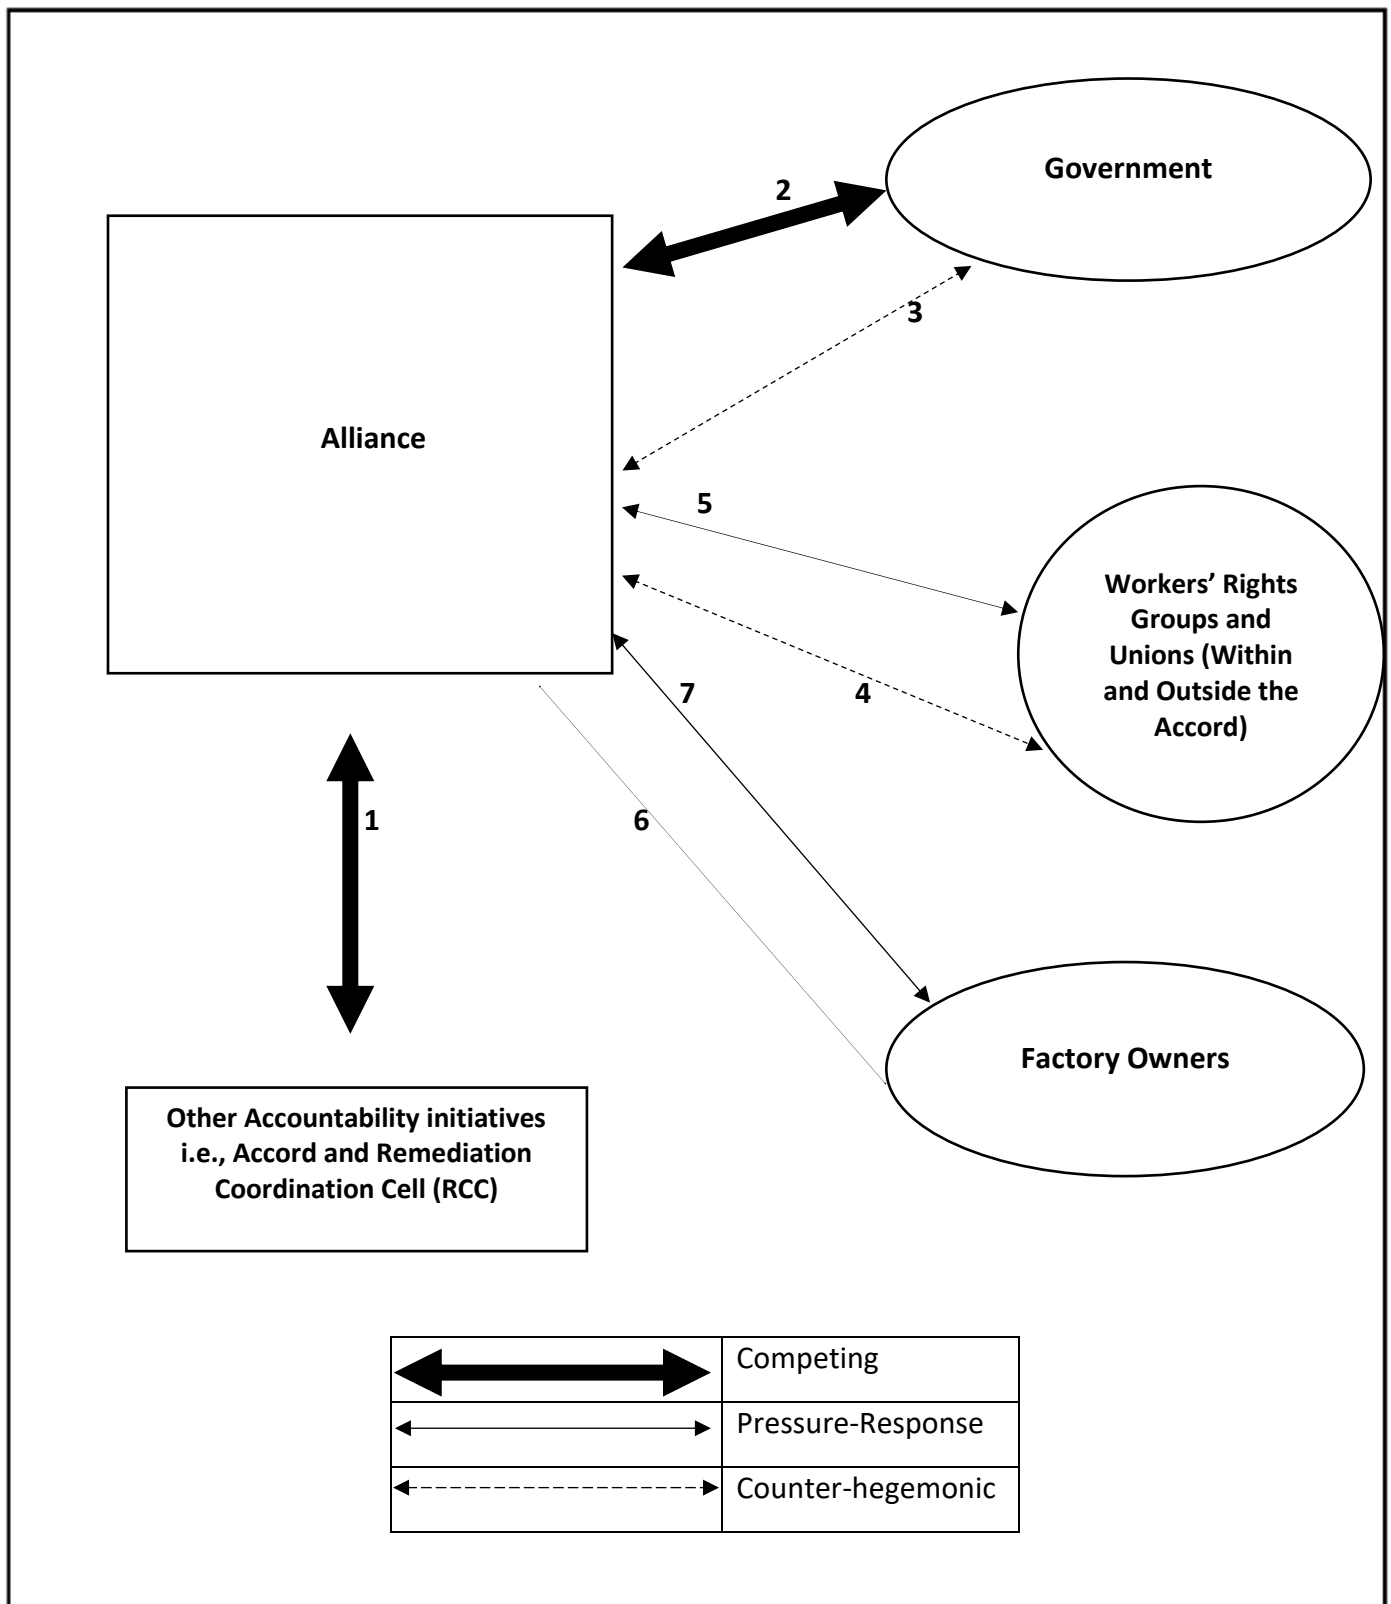 Government
2
3
Alliance
5
Workers’ Rights
Groups and
Unions (Within
and Outside the
Accord)
4
7
6
1
Factory Owners
Other Accountability initiatives
i.e., Accord and Remediation
Coordination Cell (RCC)
Competing
Pressure-Response
Counter-hegemonic